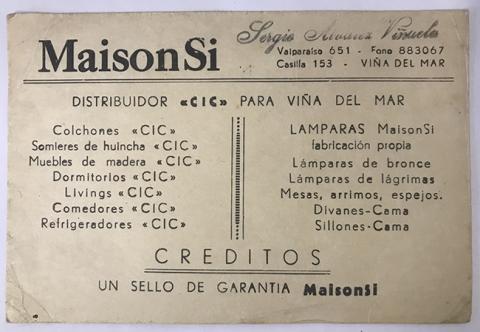 MaisonSi
Sergio Alvarez Viñuela
Valparaíso 651 - Fono 883067
Casilla 153 - VIÑA DEL MAR
DISTRIBUIDOR «CIC» PARA VIÑA DEL MAR
Colchones «CIC»
Somieres de huincha «CIC»
Muebles de madera «CIC»
Dormitorios «CIC»
Livings «CIC»
Comedores «CIC»
Refrigeradores «CIC»
LAMPARAS MaisonSi
fabricación propia
Lámparas de bronce
Lámparas de lágrimas
Mesas, arrimos, espejos.
Divanes-Cama
Sillones-Cama
CREDITOS
UN SELLO DE GARANTIA MaisonSi